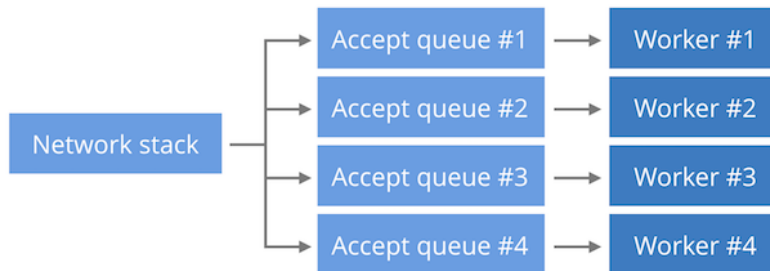 Network stack
Accept queue #1
Worker #1
Accept queue #2
Worker #2
Accept queue #3
Worker #3
Accept queue #4
Worker #4